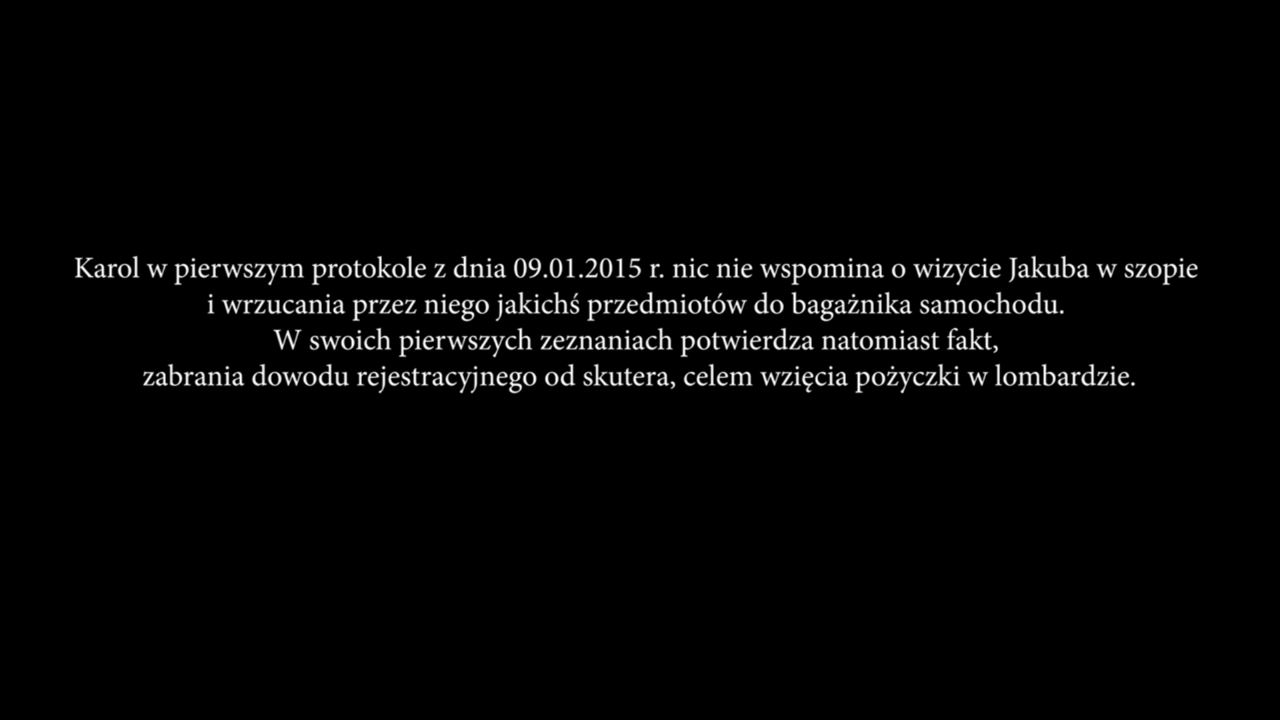 Karol w pierwszym protokole z dnia 09.01.2015 r. nic nie wspomina o wizycie Jakuba w szopie
i wrzucania przez niego jakichś przedmiotów do bagażnika samochodu.
W swoich pierwszych zeznaniach potwierdza natomiast fakt,
zabrania dowodu rejestracyjnego od skutera, celem wzięcia pożyczki w lombardzie.